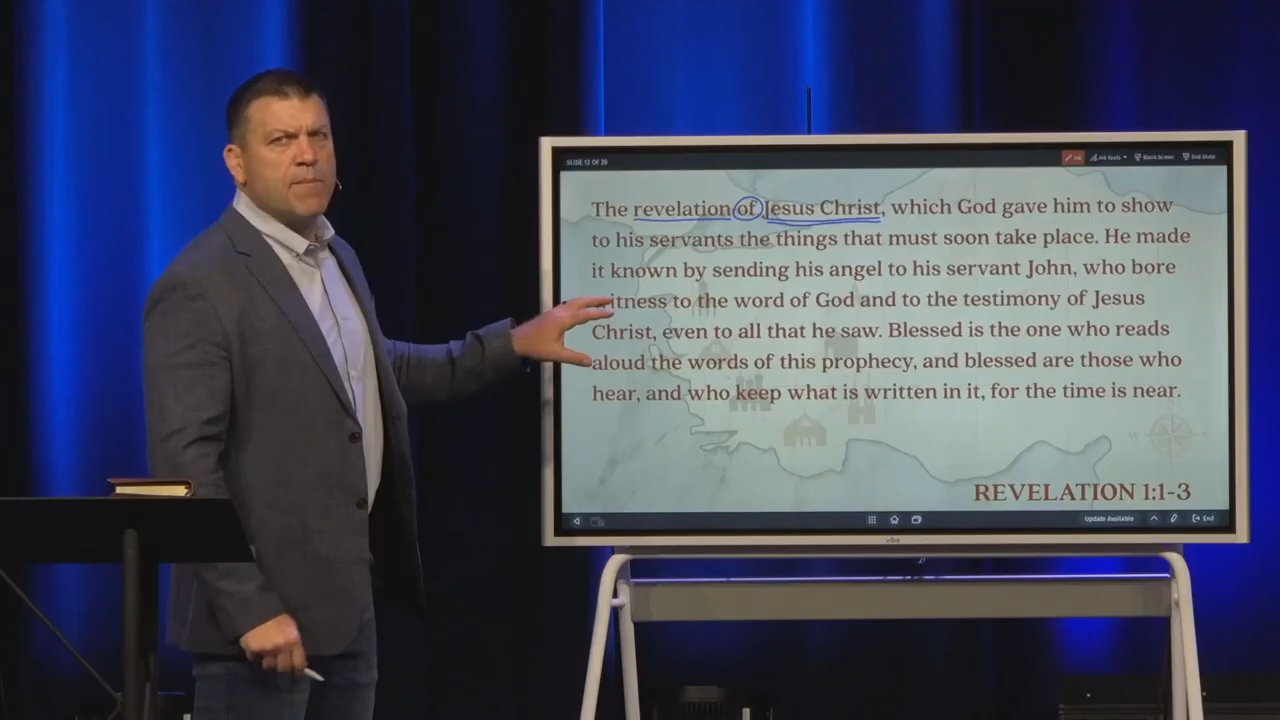 SLIDE 12 OF 26
Ink Ink Tools Blank Screen End Show
The revelation of Jesus Christ, which God gave him to show
to his servants the things that must soon take place. He made
it known by sending his angel to his servant John, who bore
witness to the word of God and to the testimony of Jesus
Christ, even to all that he saw. Blessed is the one who reads
aloud the words of this prophecy, and blessed are those who
hear, and who keep what is written in it, for the time is near.
W
REVELATION 1:1-3
Update Available End
vibe